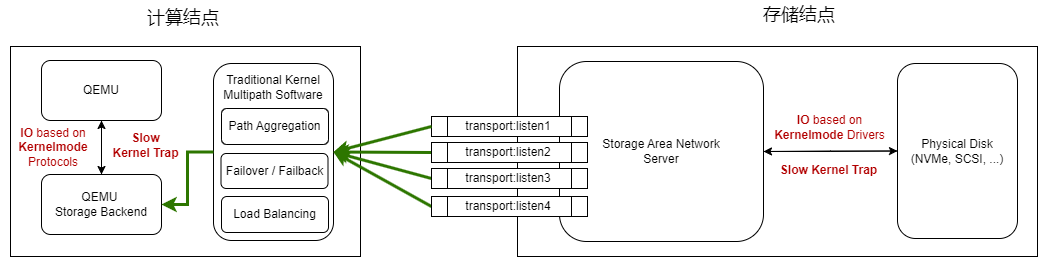 计算结点
存储结点
QEMU
IO based on
Kernelmode
Protocols
Slow
Kernel Trap
QEMU
Storage Backend
Traditional Kernel
Multipath Software
Path Aggregation
Failover / Failback
Load Balancing
transport:listen1
transport:listen2
transport:listen3
transport:listen4
Storage Area Network
Server
IO based on
Kernelmode Drivers
Slow Kernel Trap
Physical Disk
(NVMe, SCSI, ...)